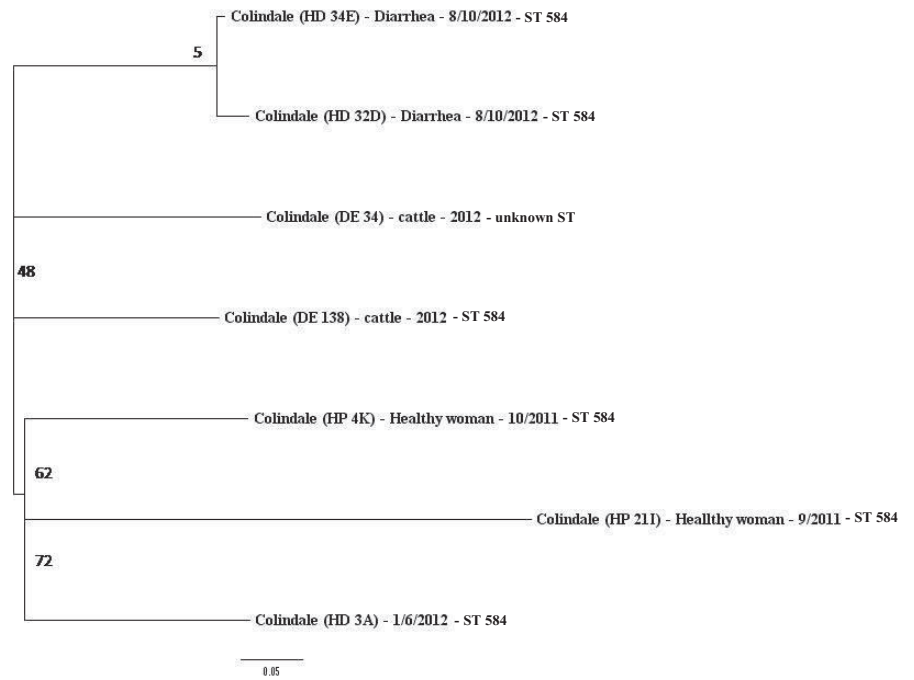 Colindale (HD 34E) - Diarrhea - 8/10/2012 - ST 584
5
Colindale (HD 32D) - Diarrhea - 8/10/2012 - ST 584
Colindale (DE 34) - cattle - 2012 - unknown ST
48
Colindale (DE 138) - cattle - 2012 - ST 584
Colindale (HP 4K) - Healthy woman - 10/2011 - ST 584
62
Colindale (HP 21I) - Heallthy woman - 9/2011 - ST 584
72
Colindale (HD 3A) - 1/6/2012 - ST 584
0.05